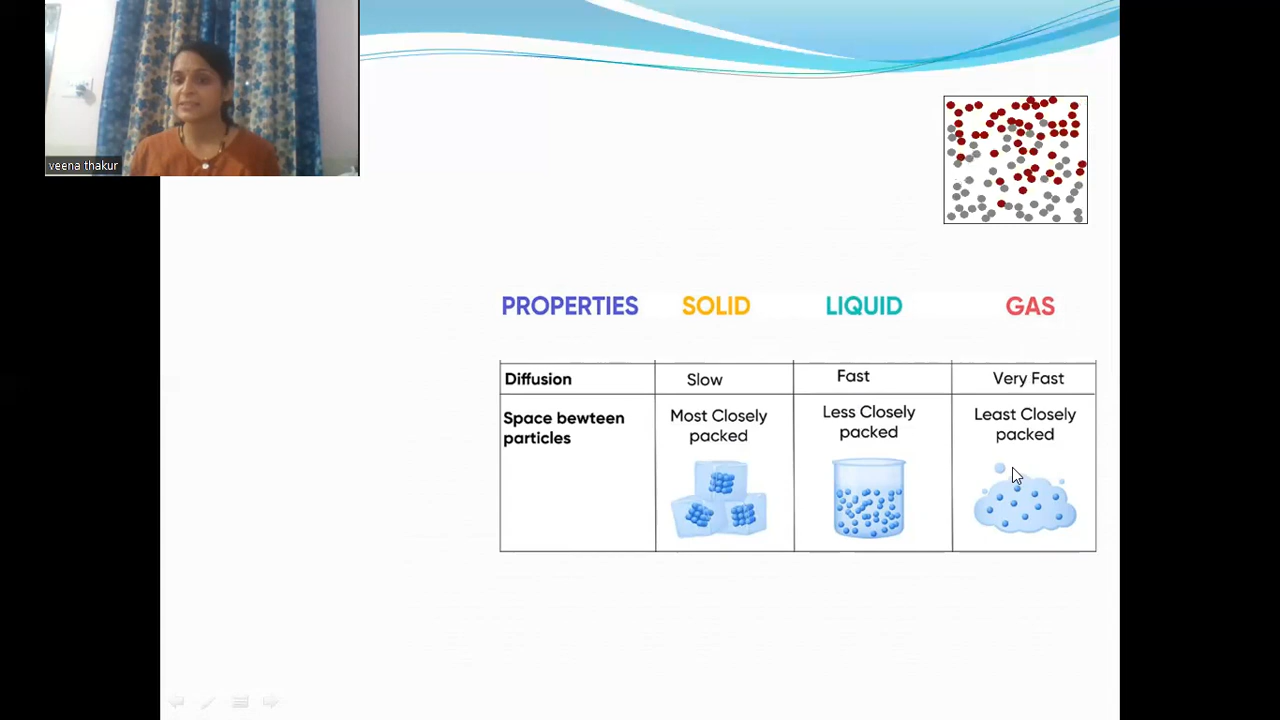 veena thakur
PROPERTIES SOLID LIQUID GAS
Diffusion Slow Fast Very Fast
Space bewteen particles
Most Closely packed
Less Closely packed
Least Closely packed